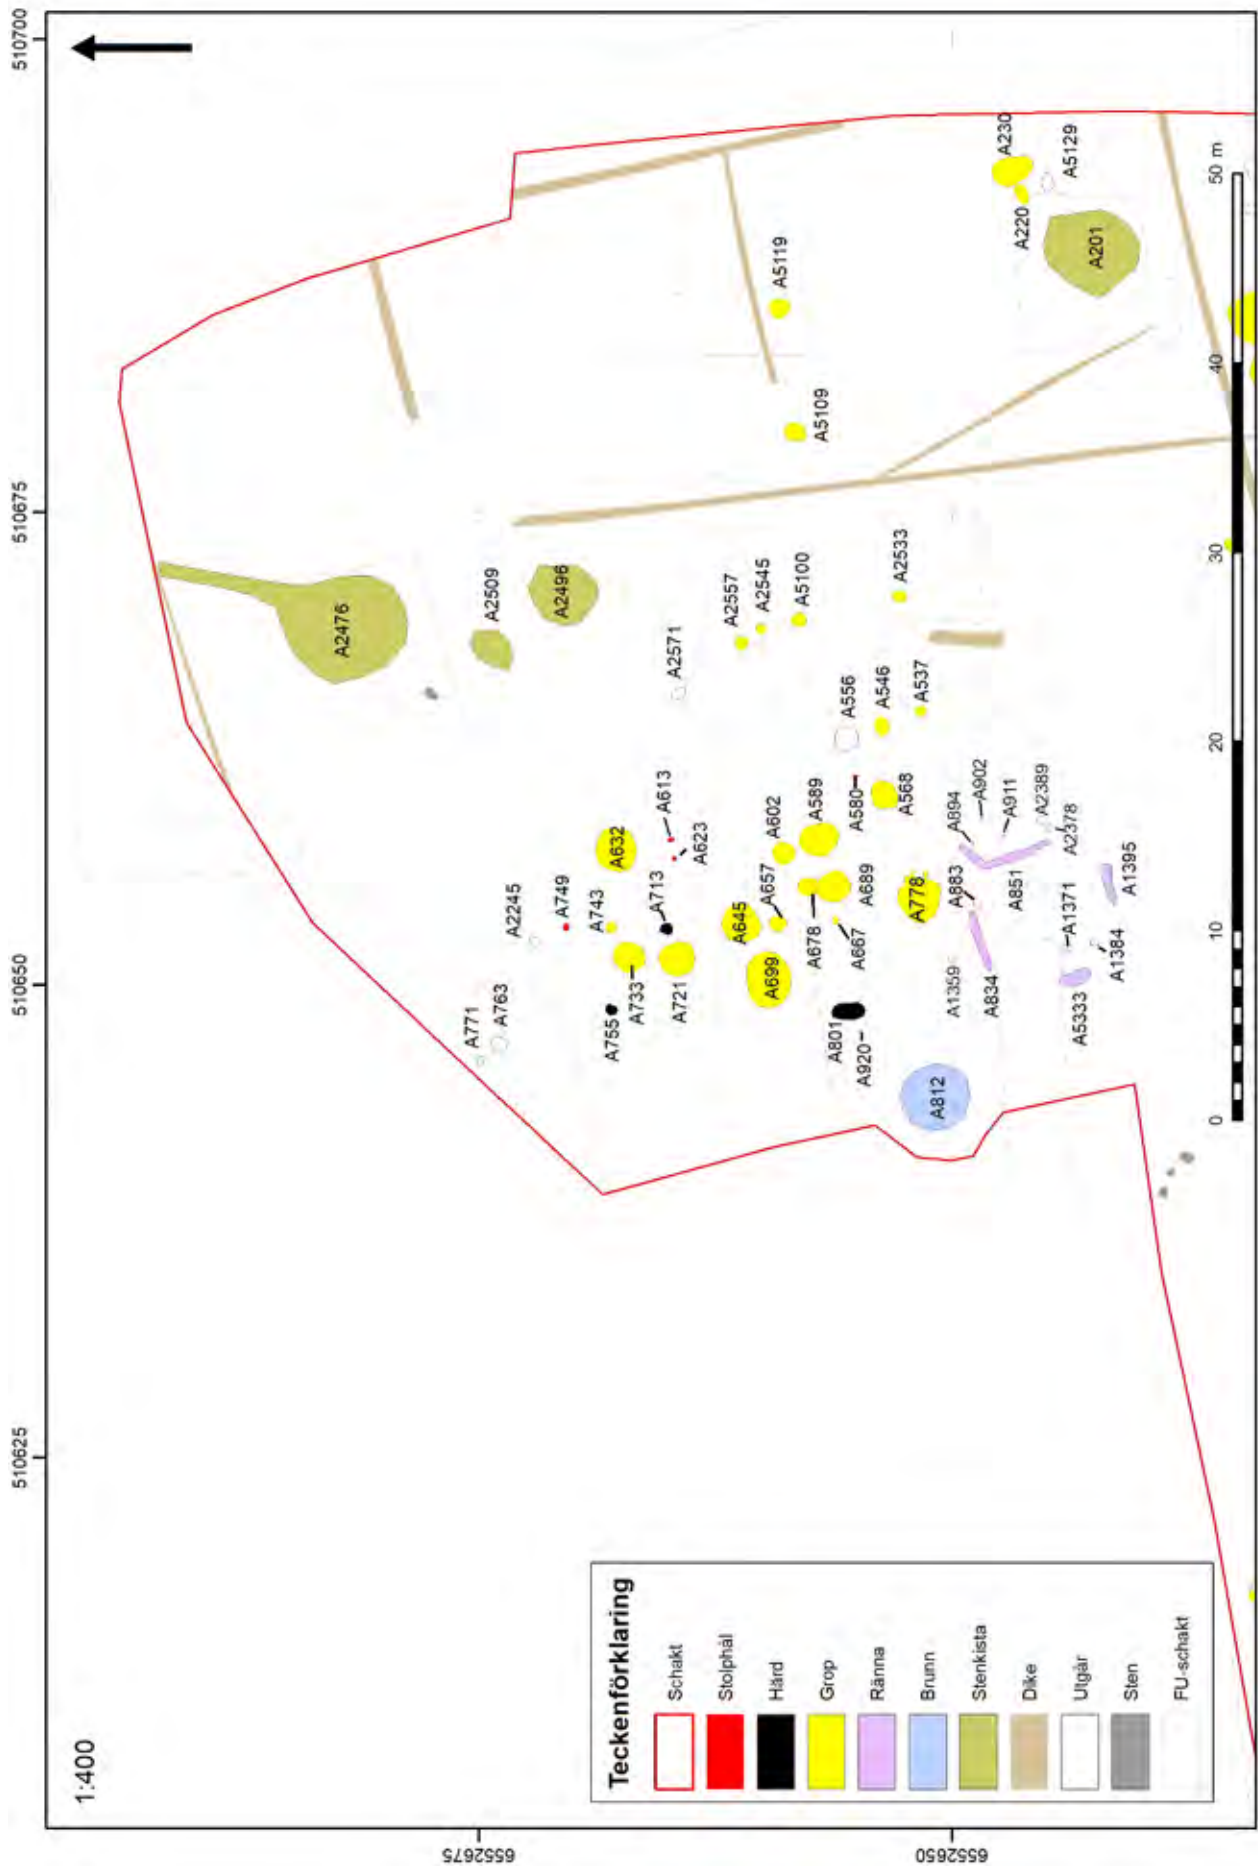 1:400
510625
510650
510675
510700
6552675
6552650
A2476
A2509
A2496
A2571
A2557
A2545
A5100
A2533
A5109
A5119
A230
A220
A5129
A201
A771
A763
A2245
A749
A743
A632
A613
A623
A713
A755
A733
A721
A645
A657
A602
A589
A699
A678
A667
A689
A580
A556
A546
A537
A568
A778
A801
A920
A812
A894
A902
A911
A2389
A2378
A883
A851
A1359
A834
A1371
A1395
A1384
A5333
0 10 20 30 40 50 m
Teckenförklaring
Schakt
Stolphål
Härd
Grop
Ränna
Brunn
Stenkista
Dike
Utgår
Sten
FU-schakt